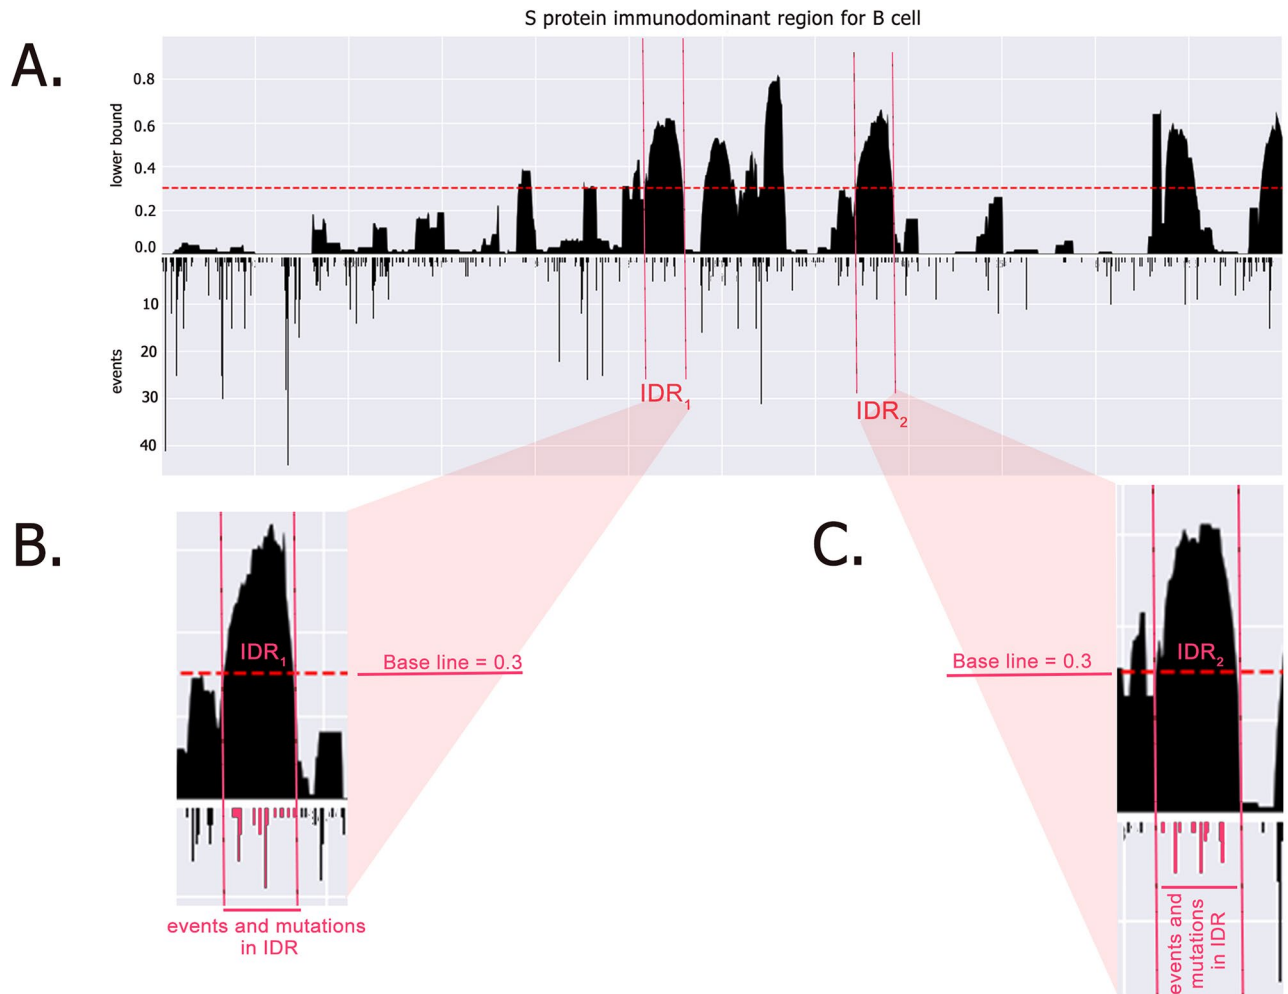 S protein immunodominant region for B cell
A.
lower bound
0.8
0.6
0.4
0.2
0.0
events
10
20
30
40
IDR1
IDR2
B.
IDR1
Base line = 0.3
events and mutations
in IDR
C.
Base line = 0.3
IDR2
events and
mutations
in IDR